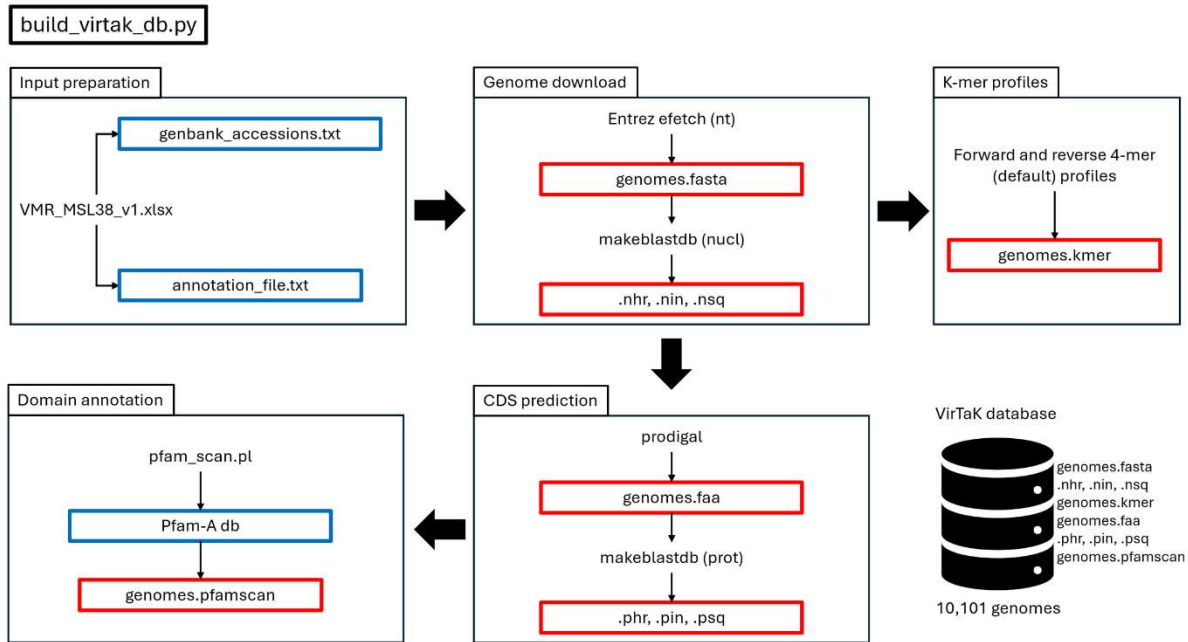 build_virtak_db.py
Input preparation
genbank_accessions.txt
VMR_MSL38_v1.xlsx
annotation_file.txt
Genome download
Entrez efetch (nt)
genomes.fasta
makeblastdb (nucl)
.nhr, .nin, .nsq
K-mer profiles
Forward and reverse 4-mer
(default) profiles
genomes.kmer
Domain annotation
pfam_scan.pl
Pfam-A db
genomes.pfamscan
CDS prediction
prodigal
genomes.faa
makeblastdb (prot)
.phr, .pin, .psq
VirTaK database
genomes.fasta
.nhr, .nin, .nsq
genomes.kmer
genomes.faa
.phr, .pin, .psq
genomes.pfamscan
10,101 genomes